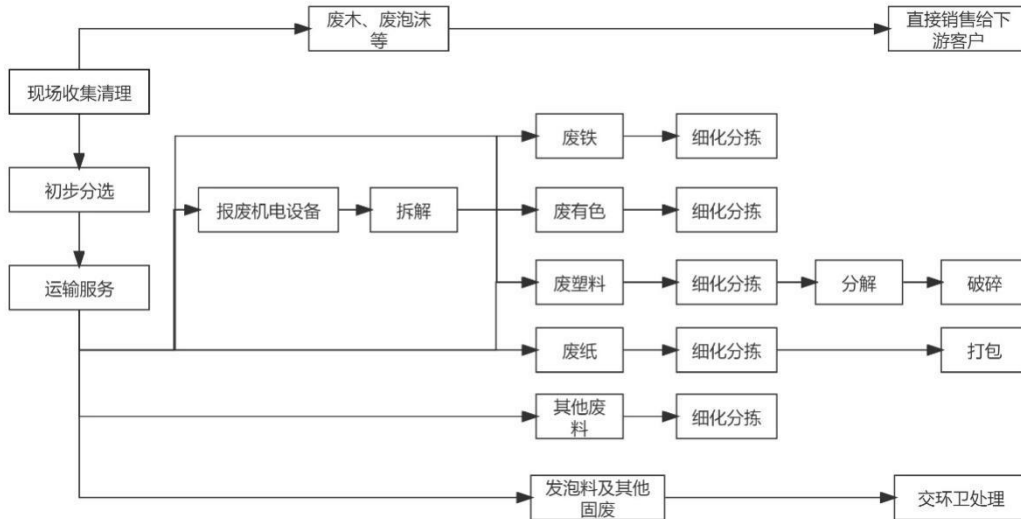 废木、废泡沫
等
直接销售给下
游客户
现场收集清理
废铁
细化分拣
初步分选
报废机电设备
拆解
废有色
细化分拣
运输服务
废塑料
细化分拣
分解
破碎
废纸
细化分拣
打包
其他废
料
细化分拣
发泡料及其他
固废
交环卫处理